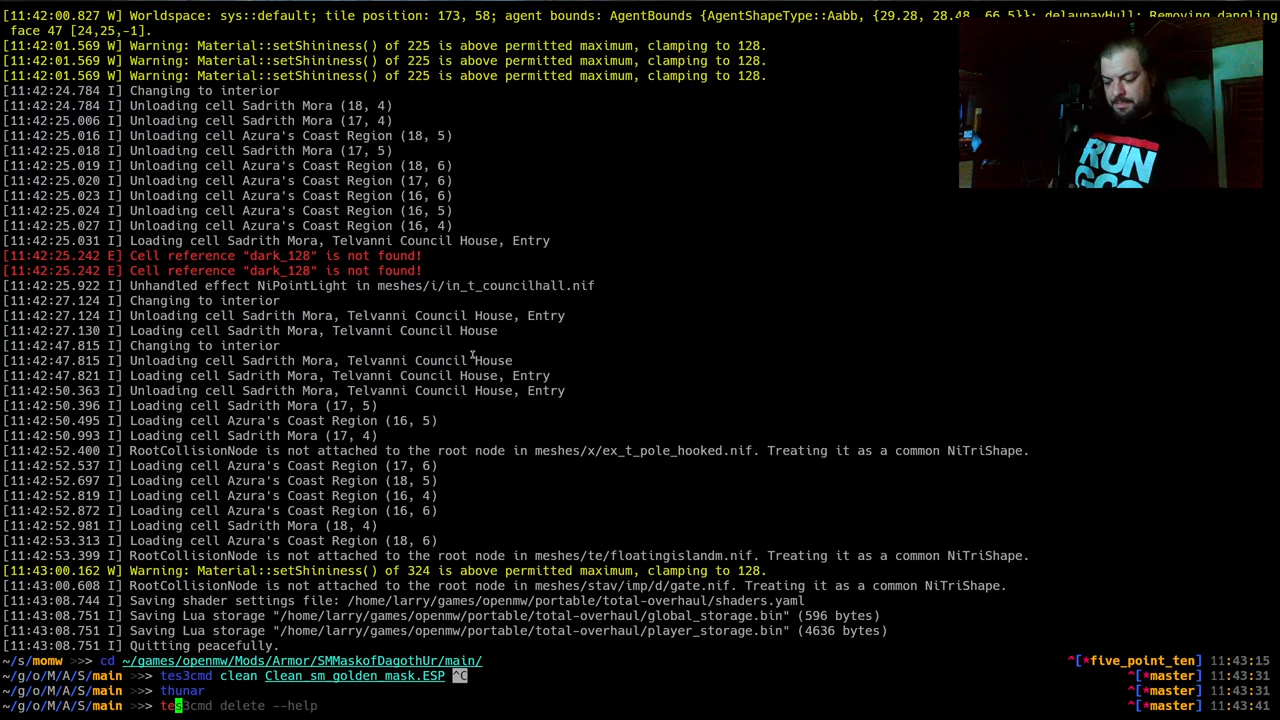 [11:42:00.827 W] Worldspace: sys::default; tile position: 173, 58; agent bounds: AgentBounds {AgentShapeType::Aabb, {29.28, 28.48, 66.5}}; delaunayHull: Removing dangling
face 47 [24,25,-1].
[11:42:01.569 W] Warning: Material::setShininess() of 225 is above permitted maximum, clamping to 128.
[11:42:01.569 W] Warning: Material::setShininess() of 225 is above permitted maximum, clamping to 128.
[11:42:01.569 W] Warning: Material::setShininess() of 225 is above permitted maximum, clamping to 128.
[11:42:24.784 I] Changing to interior
[11:42:24.784 I] Unloading cell Sadrith Mora (18, 4)
[11:42:25.006 I] Unloading cell Sadrith Mora (17, 4)
[11:42:25.016 I] Unloading cell Azura's Coast Region (18, 5)
[11:42:25.018 I] Unloading cell Sadrith Mora (17, 5)
[11:42:25.019 I] Unloading cell Azura's Coast Region (18, 6)
[11:42:25.020 I] Unloading cell Azura's Coast Region (17, 6)
[11:42:25.023 I] Unloading cell Azura's Coast Region (16, 6)
[11:42:25.024 I] Unloading cell Azura's Coast Region (16, 5)
[11:42:25.027 I] Unloading cell Azura's Coast Region (16, 4)
[11:42:25.031 I] Loading cell Sadrith Mora, Telvanni Council House, Entry
[11:42:25.242 E] Cell reference "dark_128" is not found!
[11:42:25.242 E] Cell reference "dark_128" is not found!
[11:42:25.922 I] Unhandled effect NiPointLight in meshes/i/in_t_councilhall.nif
[11:42:27.124 I] Changing to interior
[11:42:27.124 I] Unloading cell Sadrith Mora, Telvanni Council House, Entry
[11:42:27.130 I] Loading cell Sadrith Mora, Telvanni Council House
[11:42:47.815 I] Changing to interior
[11:42:47.815 I] Unloading cell Sadrith Mora, Telvanni Council House
[11:42:47.821 I] Loading cell Sadrith Mora, Telvanni Council House, Entry
[11:42:50.363 I] Unloading cell Sadrith Mora, Telvanni Council House, Entry
[11:42:50.396 I] Loading cell Sadrith Mora (17, 5)
[11:42:50.495 I] Loading cell Azura's Coast Region (16, 5)
[11:42:50.993 I] Loading cell Sadrith Mora (17, 4)
[11:42:52.400 I] RootCollisionNode is not attached to the root node in meshes/x/ex_t_pole_hooked.nif. Treating it as a common NiTriShape.
[11:42:52.537 I] Loading cell Azura's Coast Region (17, 6)
[11:42:52.697 I] Loading cell Azura's Coast Region (18, 5)
[11:42:52.819 I] Loading cell Azura's Coast Region (16, 4)
[11:42:52.872 I] Loading cell Azura's Coast Region (16, 6)
[11:42:52.981 I] Loading cell Sadrith Mora (18, 4)
[11:42:53.313 I] Loading cell Azura's Coast Region (18, 6)
[11:42:53.399 I] RootCollisionNode is not attached to the root node in meshes/te/floatingislandm.nif. Treating it as a common NiTriShape.
[11:43:00.162 W] Warning: Material::setShininess() of 324 is above permitted maximum, clamping to 128.
[11:43:00.608 I] RootCollisionNode is not attached to the root node in meshes/stav/imp/d/gate.nif. Treating it as a common NiTriShape.
[11:43:08.744 I] Saving shader settings file: /home/larry/games/openmw/portable/total-overhaul/shaders.yaml
[11:43:08.751 I] Saving Lua storage "/home/larry/games/openmw/portable/total-overhaul/global_storage.bin" (596 bytes)
[11:43:08.751 I] Saving Lua storage "/home/larry/games/openmw/portable/total-overhaul/player_storage.bin" (4636 bytes)
[11:43:08.751 I] Quitting peacefully.
~/s/momw >>> cd ~/games/openmw/Mods/Armor/SMMaskofDagothUr/main/ ^[*five_point_ten] 11:43:15
~/g/o/M/A/S/main >>> tes3cmd clean Clean_sm_golden_mask.ESP ^C ^[*master] 11:43:31
~/g/o/M/A/S/main >>> thunar ^[*master] 11:43:31
~/g/o/M/A/S/main >>> tes3cmd delete --help ^[*master] 11:43:41
RUN